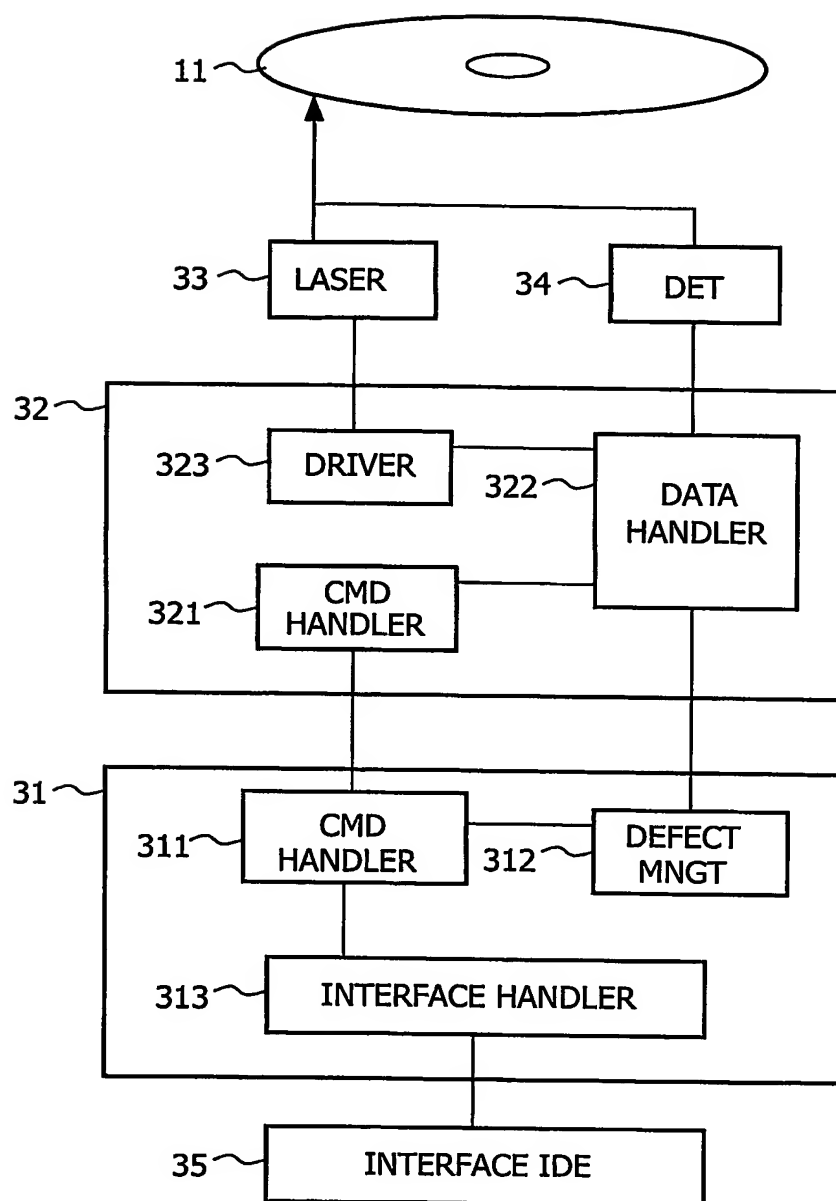 11
33
LASER
34
DET
32
323
DRIVER
322
DATA
HANDLER
321
CMD
HANDLER
31
311
CMD
HANDLER
312
DEFECT
MNGT
313
INTERFACE HANDLER
35
INTERFACE IDE